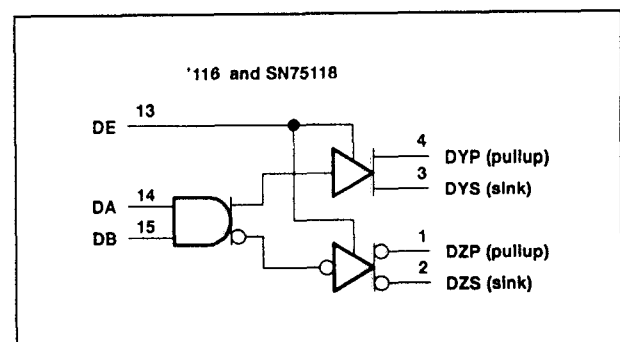 '116 and SN75118
DE 13
4 DYP (pullup)
3 DYS (sink)
DA 14
DB 15
1 DZP (pullup)
2 DZS (sink)